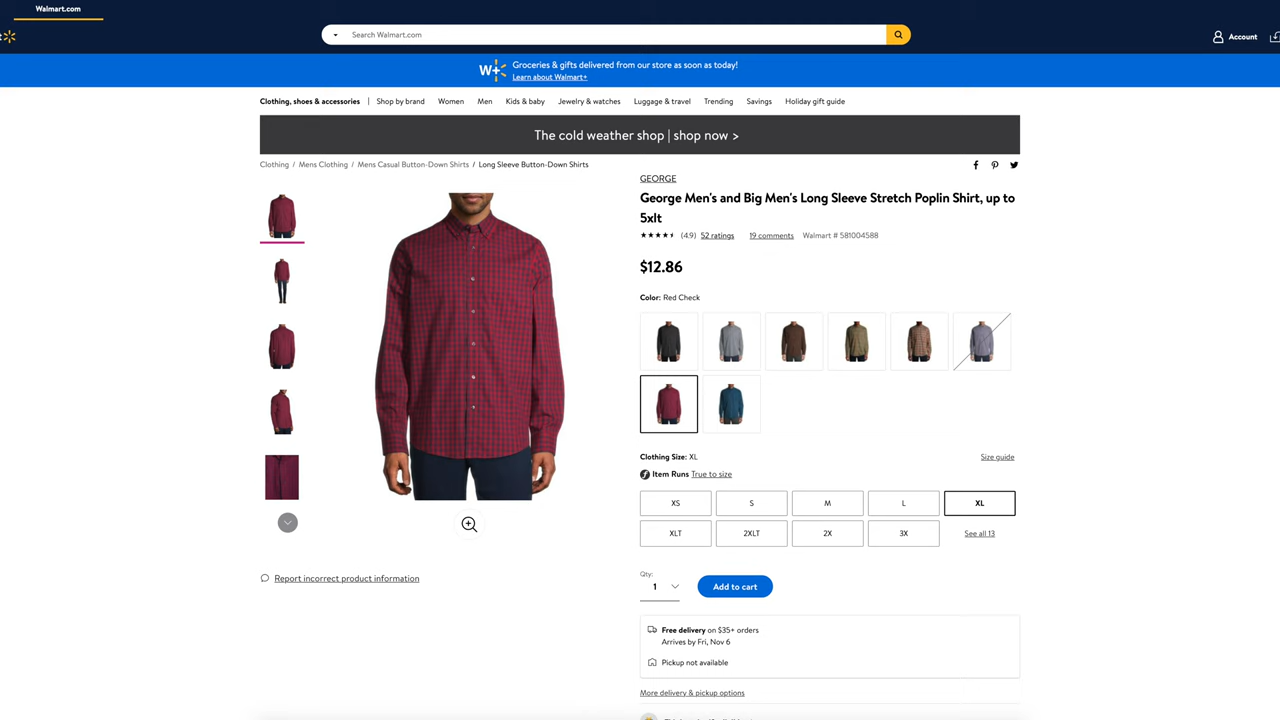 Walmart.com
Search Walmart.com
Account
W+
Groceries & gifts delivered from our store as soon as today!
Learn about Walmart+
Clothing, shoes & accessories | Shop by brand Women Men Kids & baby Jewelry & watches Luggage & travel Trending Savings Holiday gift guide
The cold weather shop | shop now >
Clothing / Mens Clothing / Mens Casual Button-Down Shirts / Long Sleeve Button-Down Shirts
GEORGE
George Men's and Big Men's Long Sleeve Stretch Poplin Shirt, up to
5xlt
(4.9) 52 ratings 19 comments Walmart # 581004588
$12.86
Color: Red Check
Clothing Size: XL Size guide
Item Runs True to size
XS S M L XL
XLT 2XLT 2X 3X See all 13
Qty:
1 Add to cart
Report incorrect product information
Free delivery on $35+ orders
Arrives by Fri, Nov 6
Pickup not available
More delivery & pickup options